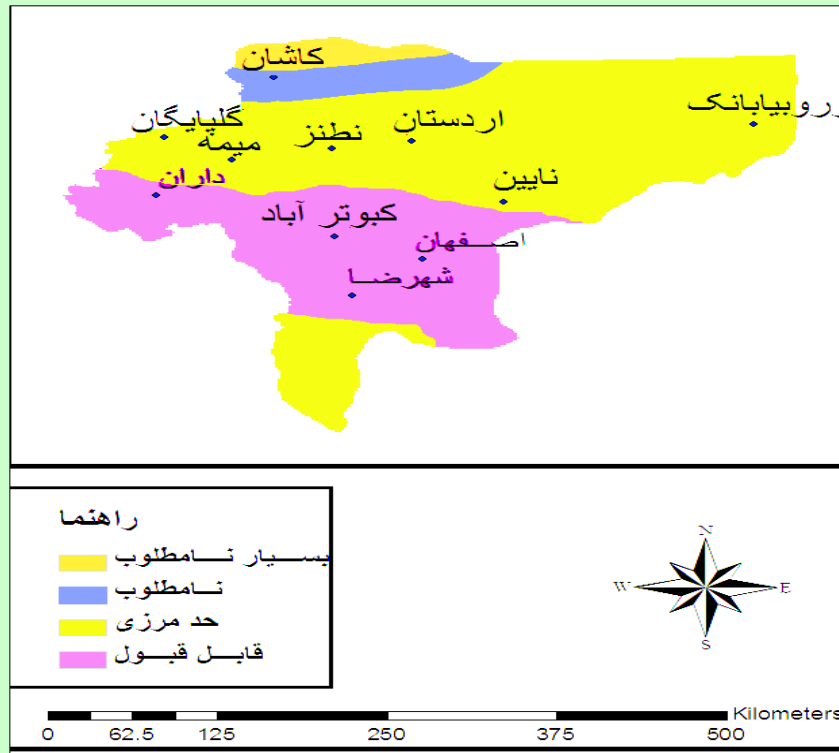 کاشان
گلپایگان
میمه
نطنز
اردستان
خوروبیابانک
داران
نایین
کبوتر آباد
اصفهان
شهرضا
راهنما
بسیار نامطلوب
نامطلوب
حد مرزی
قابل قبول
N
W E
S
Kilometers
0 62.5 125 250 375 500